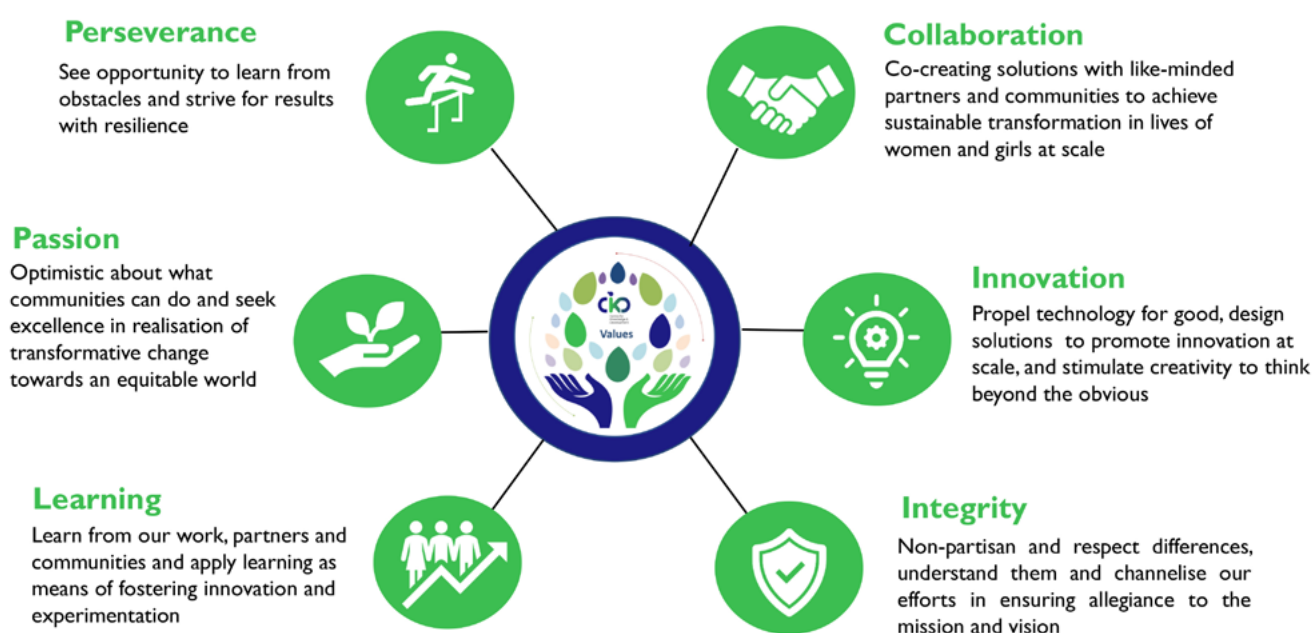 Perseverance
See opportunity to learn from
obstacles and strive for results
with resilience
Collaboration
Co-creating solutions with like-minded
partners and communities to achieve
sustainable transformation in lives of
women and girls at scale
Passion
Optimistic about what
communities can do and seek
excellence in realisation of
transformative change
towards an equitable world
Values
Innovation
Propel technology for good, design
solutions to promote innovation at
scale, and stimulate creativity to think
beyond the obvious
Learning
Learn from our work, partners and
communities and apply learning as
means of fostering innovation and
experimentation
Integrity
Non-partisan and respect differences,
understand them and channelise our
efforts in ensuring allegiance to the
mission and vision